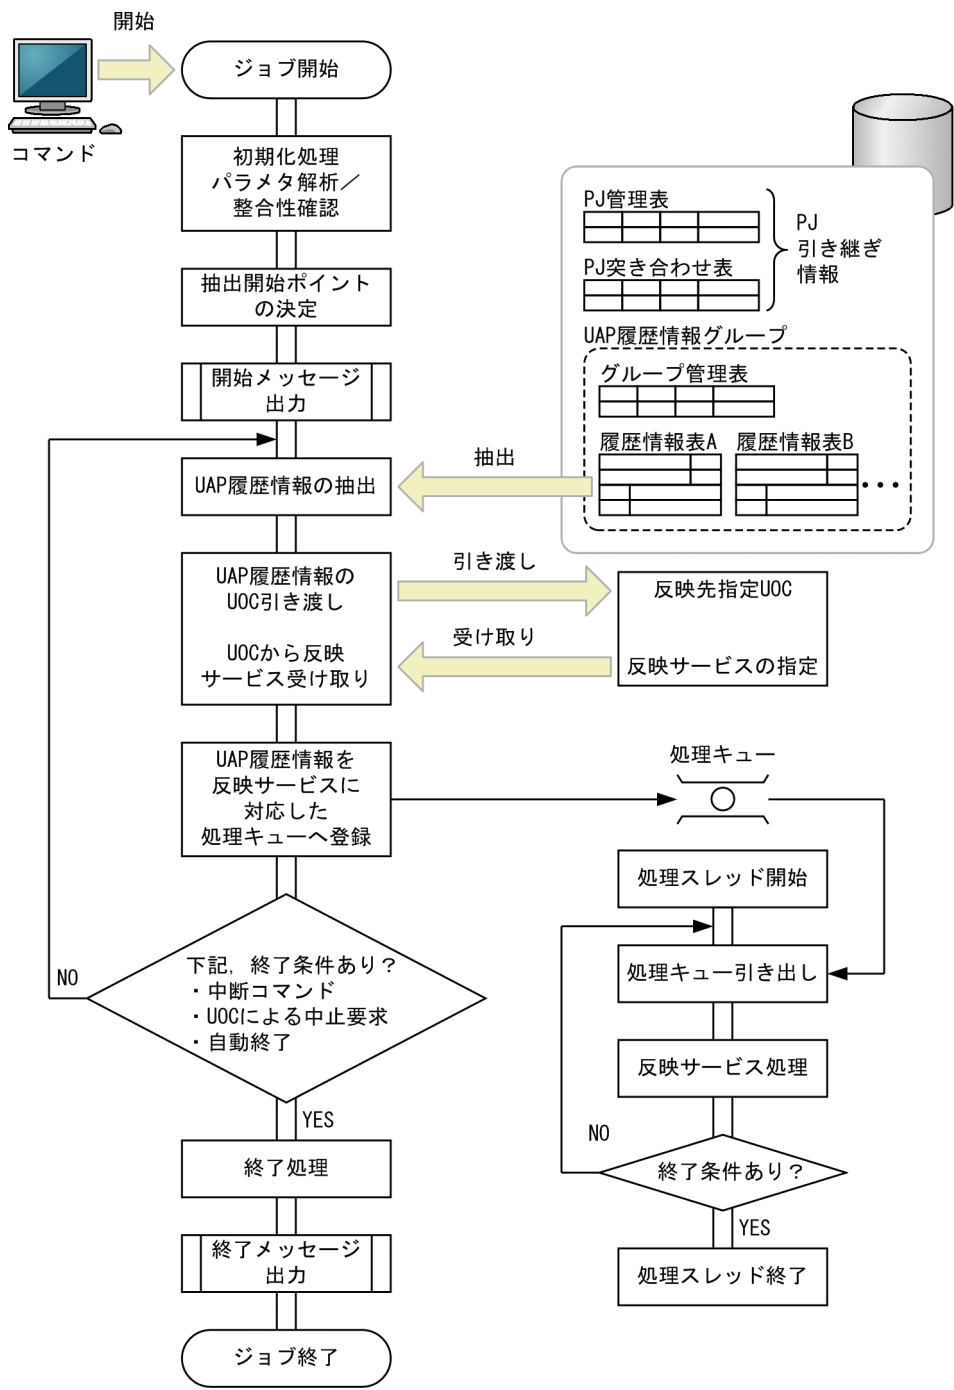 開始
コマンド
ジョブ開始
初期化処理
パラメタ解析／
整合性確認
抽出開始ポイント
の決定
開始メッセージ
出力
PJ管理表
PJ突き合わせ表
PJ
引き継ぎ
情報
UAP履歴情報グループ
グループ管理表
履歴情報表A
履歴情報表B
・・・
抽出
UAP履歴情報の抽出
UAP履歴情報の
UOC引き渡し
UOCから反映
サービス受け取り
引き渡し
受け取り
反映先指定UOC
反映サービスの指定
UAP履歴情報を
反映サービスに
対応した
処理キューへ登録
処理キュー
処理スレッド開始
処理キュー引き出し
反映サービス処理
NO
終了条件あり？
YES
処理スレッド終了
NO
下記，終了条件あり？
・中断コマンド
・UOCによる中止要求
・自動終了
YES
終了処理
終了メッセージ
出力
ジョブ終了